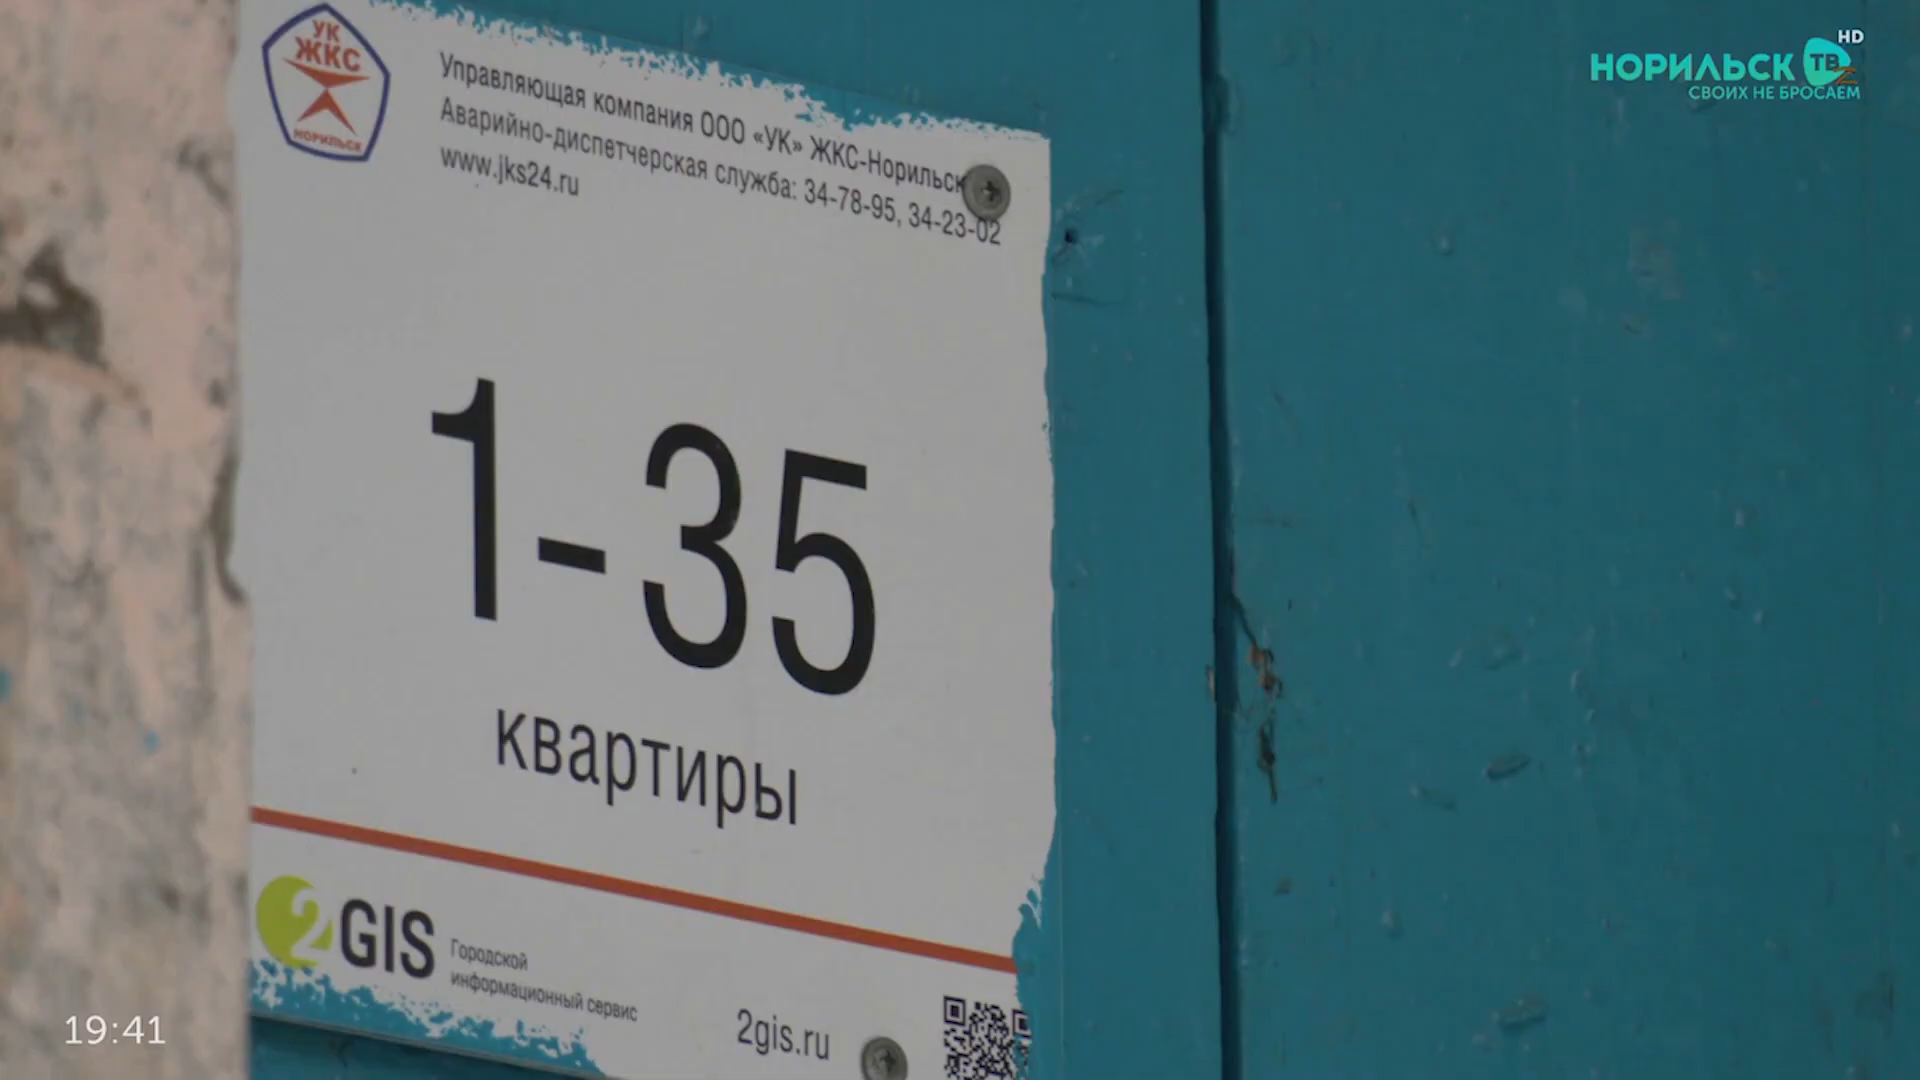 УК
ЖКС
НОРИЛЬСК
Управляющая компания ООО «УК» ЖКС-Норильск
Аварийно-диспетчерская служба: 34-78-95, 34-23-02
www.jks24.ru
1-35
квартиры
2GIS
Городской
информационный сервис
2gis.ru
НОРИЛЬСК ТВ HD
СВОИХ НЕ БРОСАЕМ
19:41